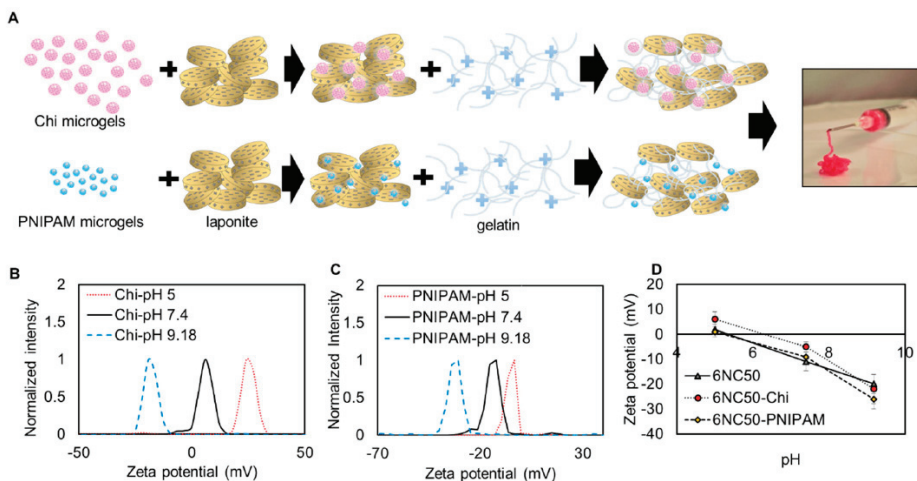 A
Chi microgels
PNIPAM microgels
laponite
gelatin
B
Normalized Intensity
2
1.5
1
0.5
0
-50
0
50
Chi-pH 5
Chi-pH 7.4
Chi-pH 9.18
Zeta potential (mV)
C
Normalized Intensity
2
1.5
1
0.5
0
-70
-20
30
PNIPAM-pH 5
PNIPAM-pH 7.4
PNIPAM-pH 9.18
Zeta potential (mV)
D
Zeta potential (mV)
20
10
0
-10
-20
-30
-40
4
6
8
10
6NC50
6NC50-Chi
6NC50-PNIPAM
pH